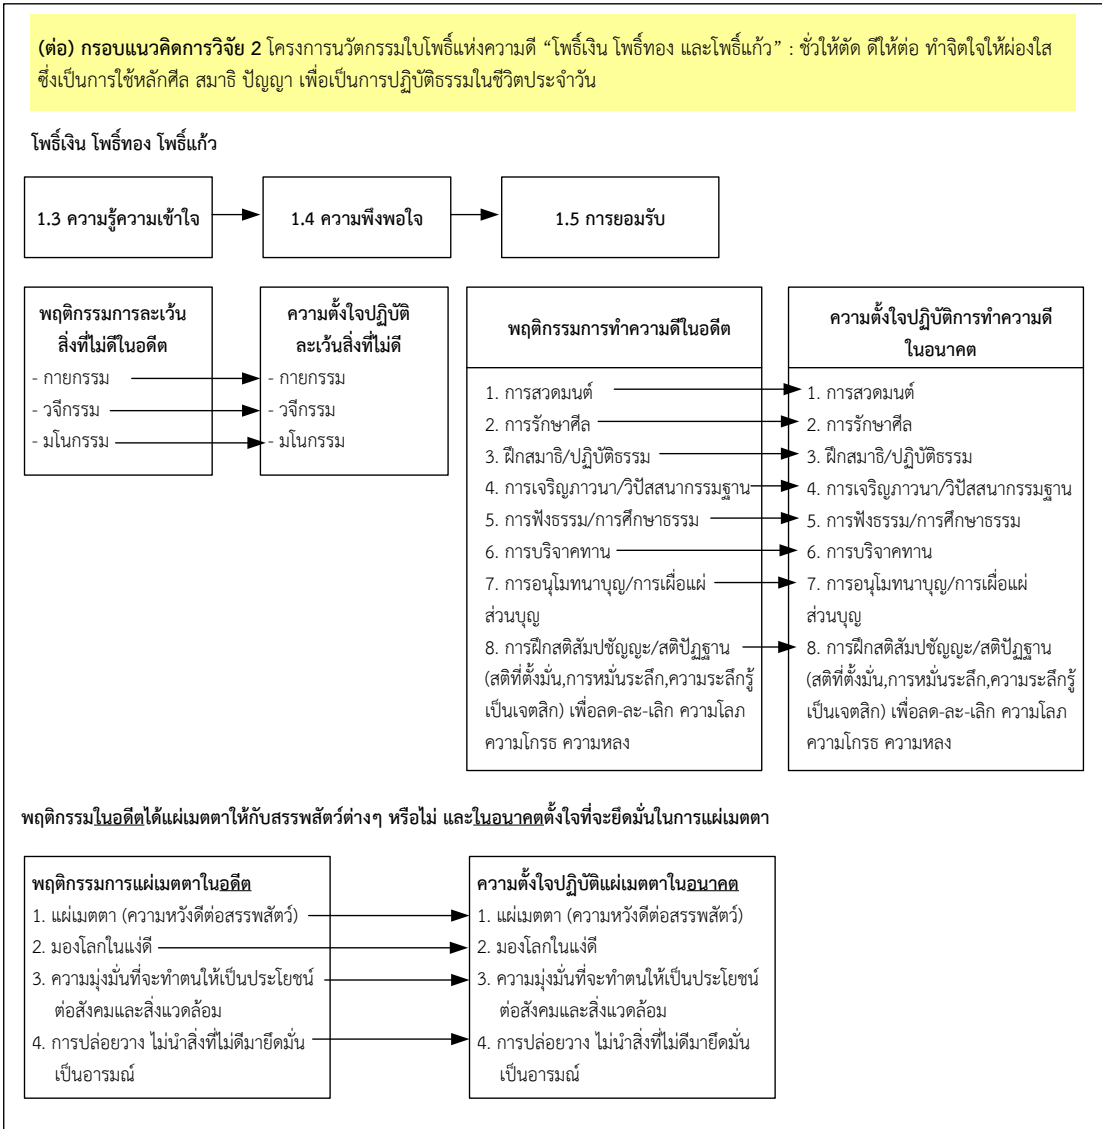 (ต่อ) กรอบแนวคิดการวิจัย 2 โครงการนวัตกรรมใบโพธิ์แห่งความดี “โพธิ์เงิน โพธิ์ทอง และโพธิ์แก้ว” : ชั่วให้ตัด ดีให้ต่อ ทำจิตใจให้ผ่องใส
ซึ่งเป็นการใช้หลักศีล สมาธิ ปัญญา เพื่อเป็นการปฏิบัติธรรมในชีวิตประจำวัน
โพธิ์เงิน โพธิ์ทอง โพธิ์แก้ว
1.3 ความรู้ความเข้าใจ
1.4 ความพึงพอใจ
1.5 การยอมรับ
พฤติกรรมการละเว้น
สิ่งที่ไม่ดีในอดีต
- กายกรรม
- วจีกรรม
- มโนกรรม
ความตั้งใจปฏิบัติ
ละเว้นสิ่งที่ไม่ดี
- กายกรรม
- วจีกรรม
- มโนกรรม
พฤติกรรมการทำความดีในอดีต
1. การสวดมนต์
2. การรักษาศีล
3. ฝึกสมาธิ/ปฏิบัติธรรม
4. การเจริญภาวนา/วิปัสสนากรรมฐาน
5. การฟังธรรม/การศึกษาธรรม
6. การบริจาคทาน
7. การอนุโมทนาบุญ/การเผื่อแผ่
ส่วนบุญ
8. การฝึกสติสัมปชัญญะ/สติปัฏฐาน
(สติที่ตั้งมั่น,การหมั่นระลึก,ความระลึกรู้
เป็นเจตสิก) เพื่อลด-ละ-เลิก ความโลภ
ความโกรธ ความหลง
ความตั้งใจปฏิบัติการทำความดี
ในอนาคต
1. การสวดมนต์
2. การรักษาศีล
3. ฝึกสมาธิ/ปฏิบัติธรรม
4. การเจริญภาวนา/วิปัสสนากรรมฐาน
5. การฟังธรรม/การศึกษาธรรม
6. การบริจาคทาน
7. การอนุโมทนาบุญ/การเผื่อแผ่
ส่วนบุญ
8. การฝึกสติสัมปชัญญะ/สติปัฏฐาน
(สติที่ตั้งมั่น,การหมั่นระลึก,ความระลึกรู้
เป็นเจตสิก) เพื่อลด-ละ-เลิก ความโลภ
ความโกรธ ความหลง
พฤติกรรมในอดีตได้แผ่เมตตาให้กับสรรพสัตว์ต่างๆ หรือไม่ และในอนาคตตั้งใจที่จะยึดมั่นในการแผ่เมตตา
พฤติกรรมการแผ่เมตตาในอดีต
1. แผ่เมตตา (ความหวังดีต่อสรรพสัตว์)
2. มองโลกในแง่ดี
3. ความมุ่งมั่นที่จะทำตนให้เป็นประโยชน์
ต่อสังคมและสิ่งแวดล้อม
4. การปล่อยวาง ไม่นำสิ่งที่ไม่ดีมายึดมั่น
เป็นอารมณ์
ความตั้งใจปฏิบัติแผ่เมตตาในอนาคต
1. แผ่เมตตา (ความหวังดีต่อสรรพสัตว์)
2. มองโลกในแง่ดี
3. ความมุ่งมั่นที่จะทำตนให้เป็นประโยชน์
ต่อสังคมและสิ่งแวดล้อม
4. การปล่อยวาง ไม่นำสิ่งที่ไม่ดีมายึดมั่น
เป็นอารมณ์